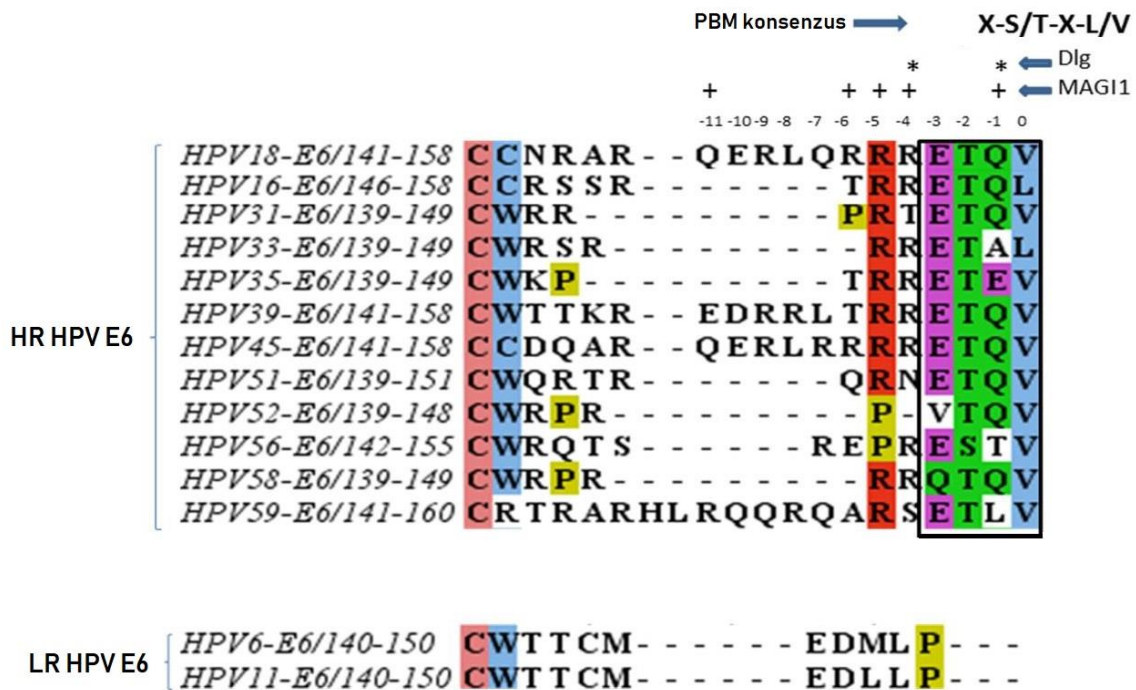 PBM konsenzus X-S/T-X-L/V
* * Dlg
+ + + + + MAGI1
-11 -10 -9 -8 -7 -6 -5 -4 -3 -2 -1 0
HR HPV E6
HPV18-E6/141-158 CCNRAR--QERLQRRRETQV
HPV16-E6/146-158 CCRSSR-------TRRETQL
HPV31-E6/139-149 CWRR---------PRTETQV
HPV33-E6/139-149 CWRSR---------RRETAL
HPV35-E6/139-149 CWKP---------TRRETEV
HPV39-E6/141-158 CWTTKR--EDRRLTRRETQV
HPV45-E6/141-158 CCDQAR--QERLRRRRETQV
HPV51-E6/139-151 CWQRTR-------QRNETQV
HPV52-E6/139-148 CWRPR---------P-VTQV
HPV56-E6/142-155 CWRQTS------REPRESTV
HPV58-E6/139-149 CWRPR---------RRQTQV
HPV59-E6/141-160 CRTRARHLRQQRQARSETLV
LR HPV E6
HPV6-E6/140-150 CWTTCM------EDMLP---
HPV11-E6/140-150 CWTTCM------EDLLP---